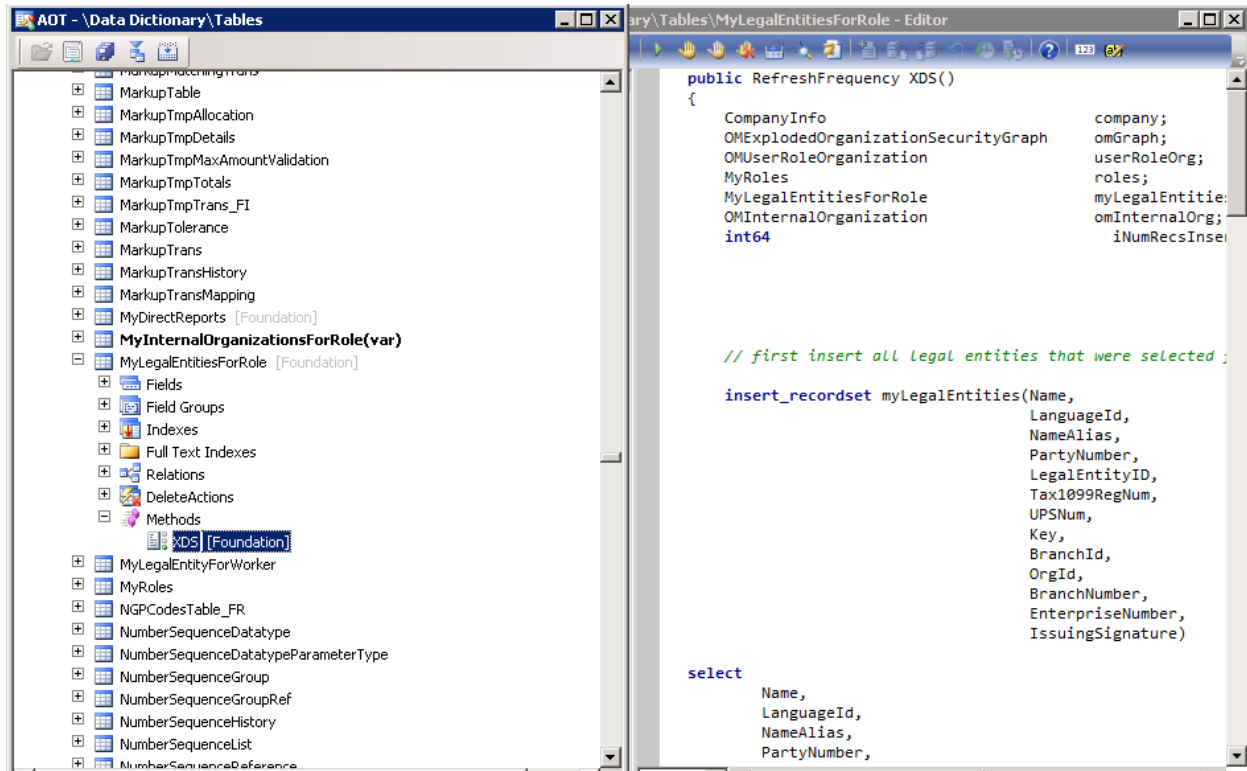 AOT - \Data Dictionary\Tables
MarkupMatchingTrans
MarkupTable
MarkupTmpAllocation
MarkupTmpDetails
MarkupTmpMaxAmountValidation
MarkupTmpTotals
MarkupTmpTrans_FI
MarkupTolerance
MarkupTrans
MarkupTransHistory
MarkupTransMapping
MyDirectReports [Foundation]
MyInternalOrganizationsForRole(var)
MyLegalEntitiesForRole [Foundation]
Fields
Field Groups
Indexes
Full Text Indexes
Relations
DeleteActions
Methods
XDS [Foundation]
MyLegalEntityForWorker
MyRoles
NGPCodesTable_FR
NumberSequenceDatatype
NumberSequenceDatatypeParameterType
NumberSequenceGroup
NumberSequenceGroupRef
NumberSequenceHistory
NumberSequenceList
NumberSequenceReference
ary\Tables\MyLegalEntitiesForRole - Editor
public RefreshFrequency XDS()
{
CompanyInfo company;
OMExplodedOrganizationSecurityGraph omGraph;
OMUserRoleOrganization userRoleOrg;
MyRoles roles;
MyLegalEntitiesForRole myLegalEntitie
OMInternalOrganization omInternalOrg;
int64 iNumRecsInser
// first insert all legal entities that were selected
insert_recordset myLegalEntities(Name,
LanguageId,
NameAlias,
PartyNumber,
LegalEntityID,
Tax1099RegNum,
UPSNum,
Key,
BranchId,
OrgId,
BranchNumber,
EnterpriseNumber,
IssuingSignature)
select
Name,
LanguageId,
NameAlias,
PartyNumber,